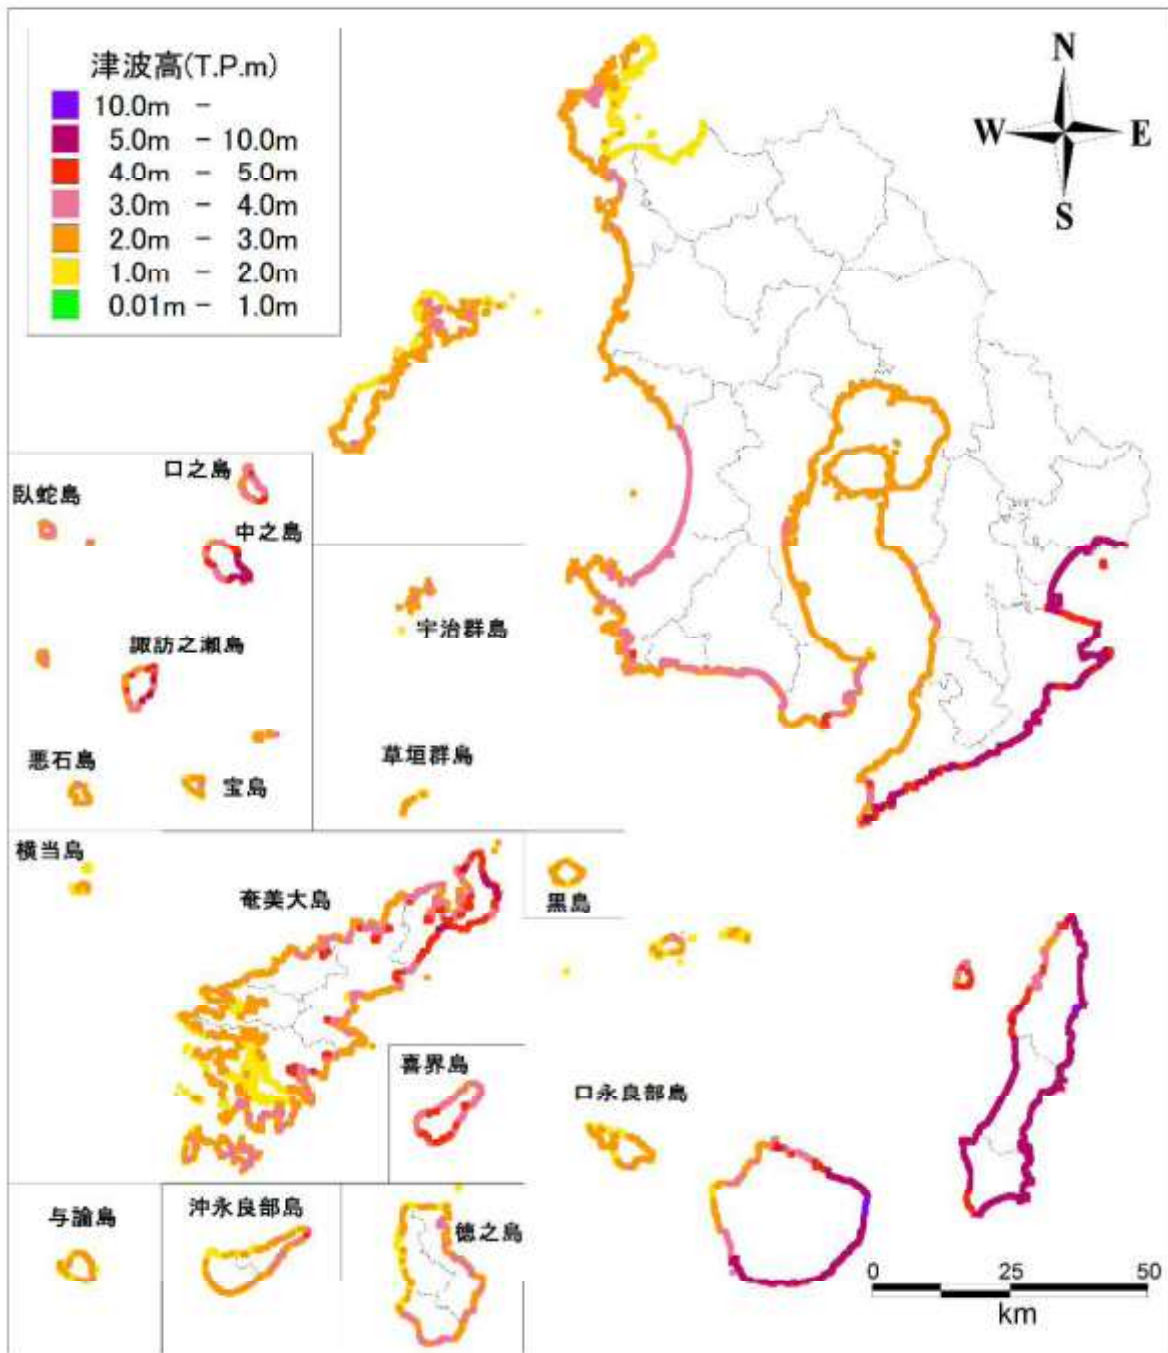 津波高(T.P.m)
10.0m -
5.0m - 10.0m
4.0m - 5.0m
3.0m - 4.0m
2.0m - 3.0m
1.0m - 2.0m
0.01m - 1.0m
N
W E
S
口之島
臥蛇島
中之島
宇治群島
諏訪之瀬島
草垣群島
悪石島
宝島
横当島
奄美大島
黒島
喜界島
口永良部島
与論島
沖永良部島
徳之島
0 25 50
km